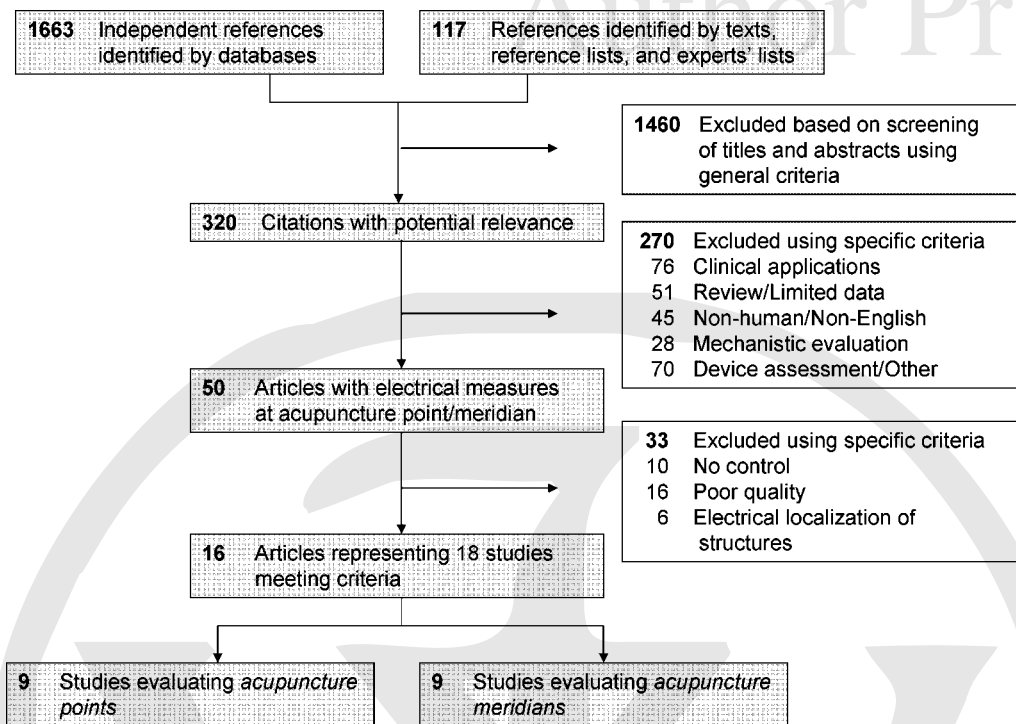 Author Pr
1663 Independent references
identified by databases
117 References identified by texts,
reference lists, and experts' lists
1460 Excluded based on screening
of titles and abstracts using
general criteria
320 Citations with potential relevance
270 Excluded using specific criteria
76 Clinical applications
51 Review/Limited data
45 Non-human/Non-English
28 Mechanistic evaluation
70 Device assessment/Other
50 Articles with electrical measures
at acupuncture point/meridian
33 Excluded using specific criteria
10 No control
16 Poor quality
6 Electrical localization of
structures
16 Articles representing 18 studies
meeting criteria
9 Studies evaluating acupuncture
points
9 Studies evaluating acupuncture
meridians